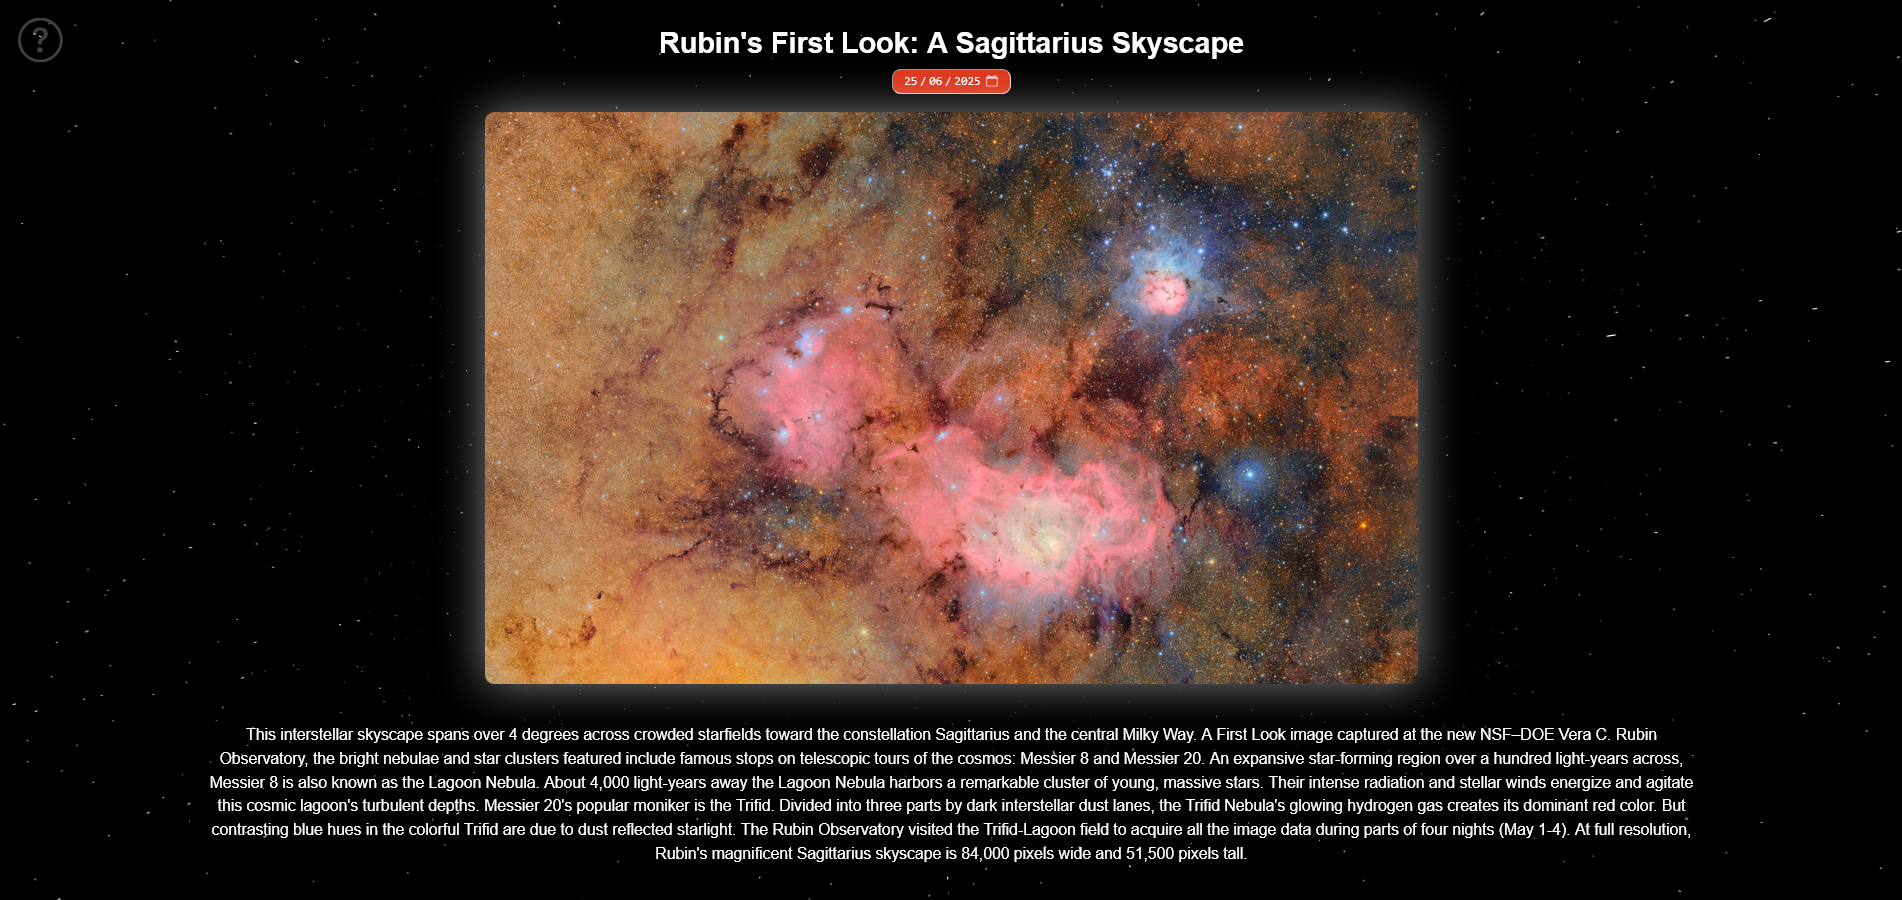 ?
Rubin's First Look: A Sagittarius Skyscape
25 / 06 / 2025
This interstellar skyscape spans over 4 degrees across crowded starfields toward the constellation Sagittarius and the central Milky Way. A First Look image captured at the new NSF–DOE Vera C. Rubin
Observatory, the bright nebulae and star clusters featured include famous stops on telescopic tours of the cosmos: Messier 8 and Messier 20. An expansive star-forming region over a hundred light-years across,
Messier 8 is also known as the Lagoon Nebula. About 4,000 light-years away the Lagoon Nebula harbors a remarkable cluster of young, massive stars. Their intense radiation and stellar winds energize and agitate
this cosmic lagoon's turbulent depths. Messier 20's popular moniker is the Trifid. Divided into three parts by dark interstellar dust lanes, the Trifid Nebula's glowing hydrogen gas creates its dominant red color. But
contrasting blue hues in the colorful Trifid are due to dust reflected starlight. The Rubin Observatory visited the Trifid-Lagoon field to acquire all the image data during parts of four nights (May 1-4). At full resolution,
Rubin's magnificent Sagittarius skyscape is 84,000 pixels wide and 51,500 pixels tall.